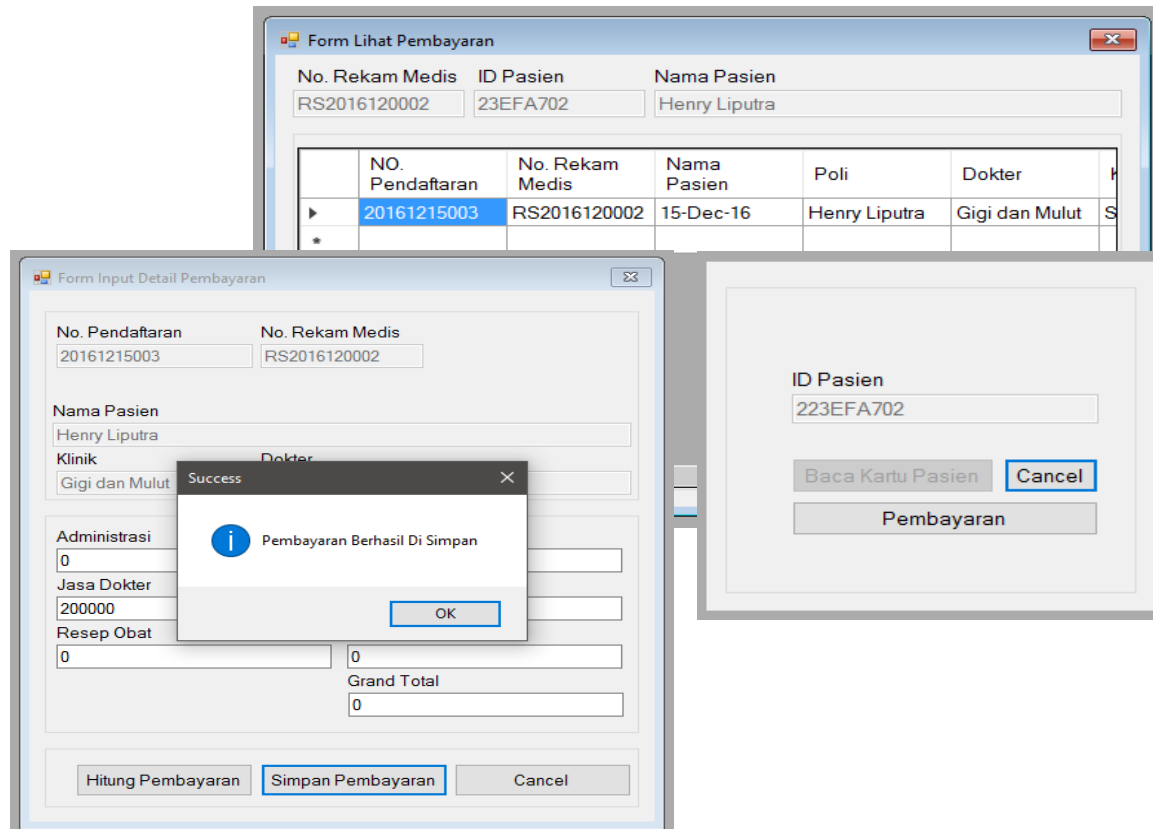 Form Lihat Pembayaran
No. Rekam Medis ID Pasien Nama Pasien
RS2016120002 23EFA702 Henry Liputra
NO. Pendaftaran No. Rekam Medis Nama Pasien Poli Dokter
20161215003 RS2016120002 15-Dec-16 Henry Liputra Gigi dan Mulut S
*
Form Input Detail Pembayaran
No. Pendaftaran No. Rekam Medis
20161215003 RS2016120002
Nama Pasien
Henry Liputra
Klinik Dokter
Gigi dan Mulut
Success
Pembayaran Berhasil Di Simpan
OK
Administrasi
0
Jasa Dokter
200000
Resep Obat
0 0
Grand Total
0
Hitung Pembayaran Simpan Pembayaran Cancel
ID Pasien
223EFA702
Baca Kartu Pasien Cancel
Pembayaran